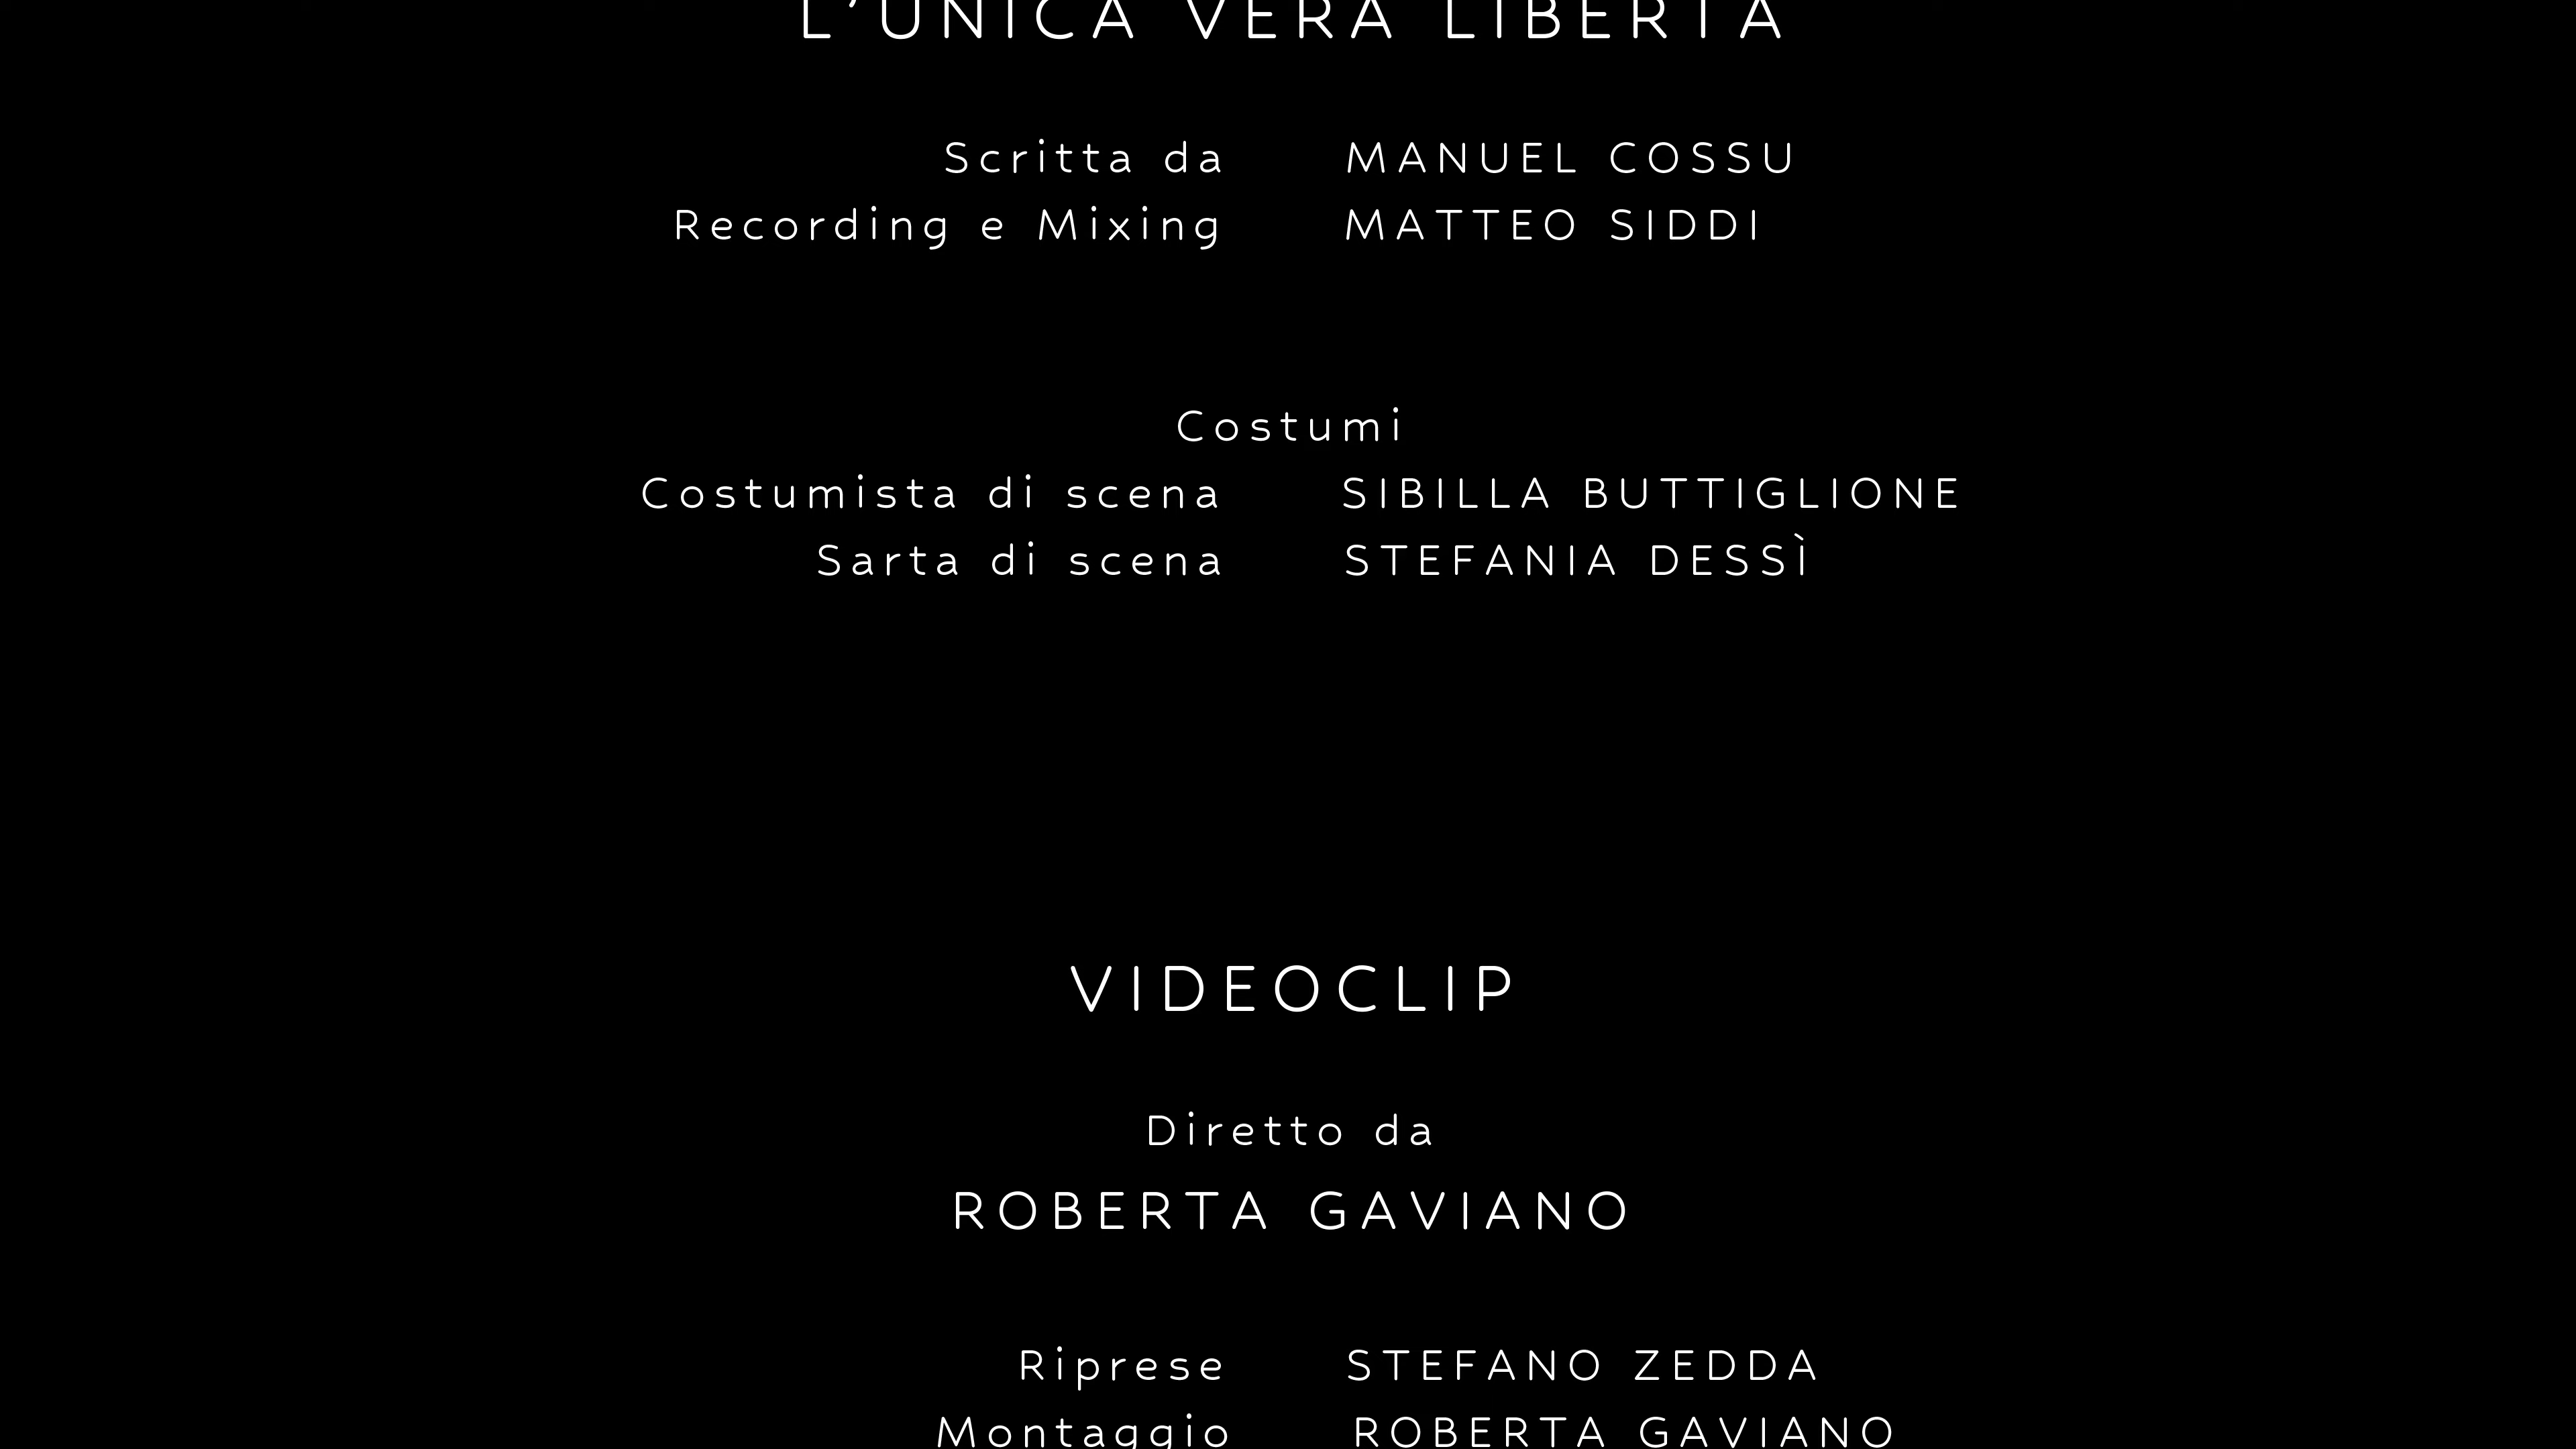 L'UNICA VERA LIBERTÀ
Scritta da MANUEL COSSU
Recording e Mixing MATTEO SIDDI
Costumi
Costumista di scena SIBILLA BUTTIGLIONE
Sarta di scena STEFANIA DESSÌ
VIDEOCLIP
Diretto da
ROBERTA GAVIANO
Riprese STEFANO ZEDDA
Montaggio ROBERTA GAVIANO